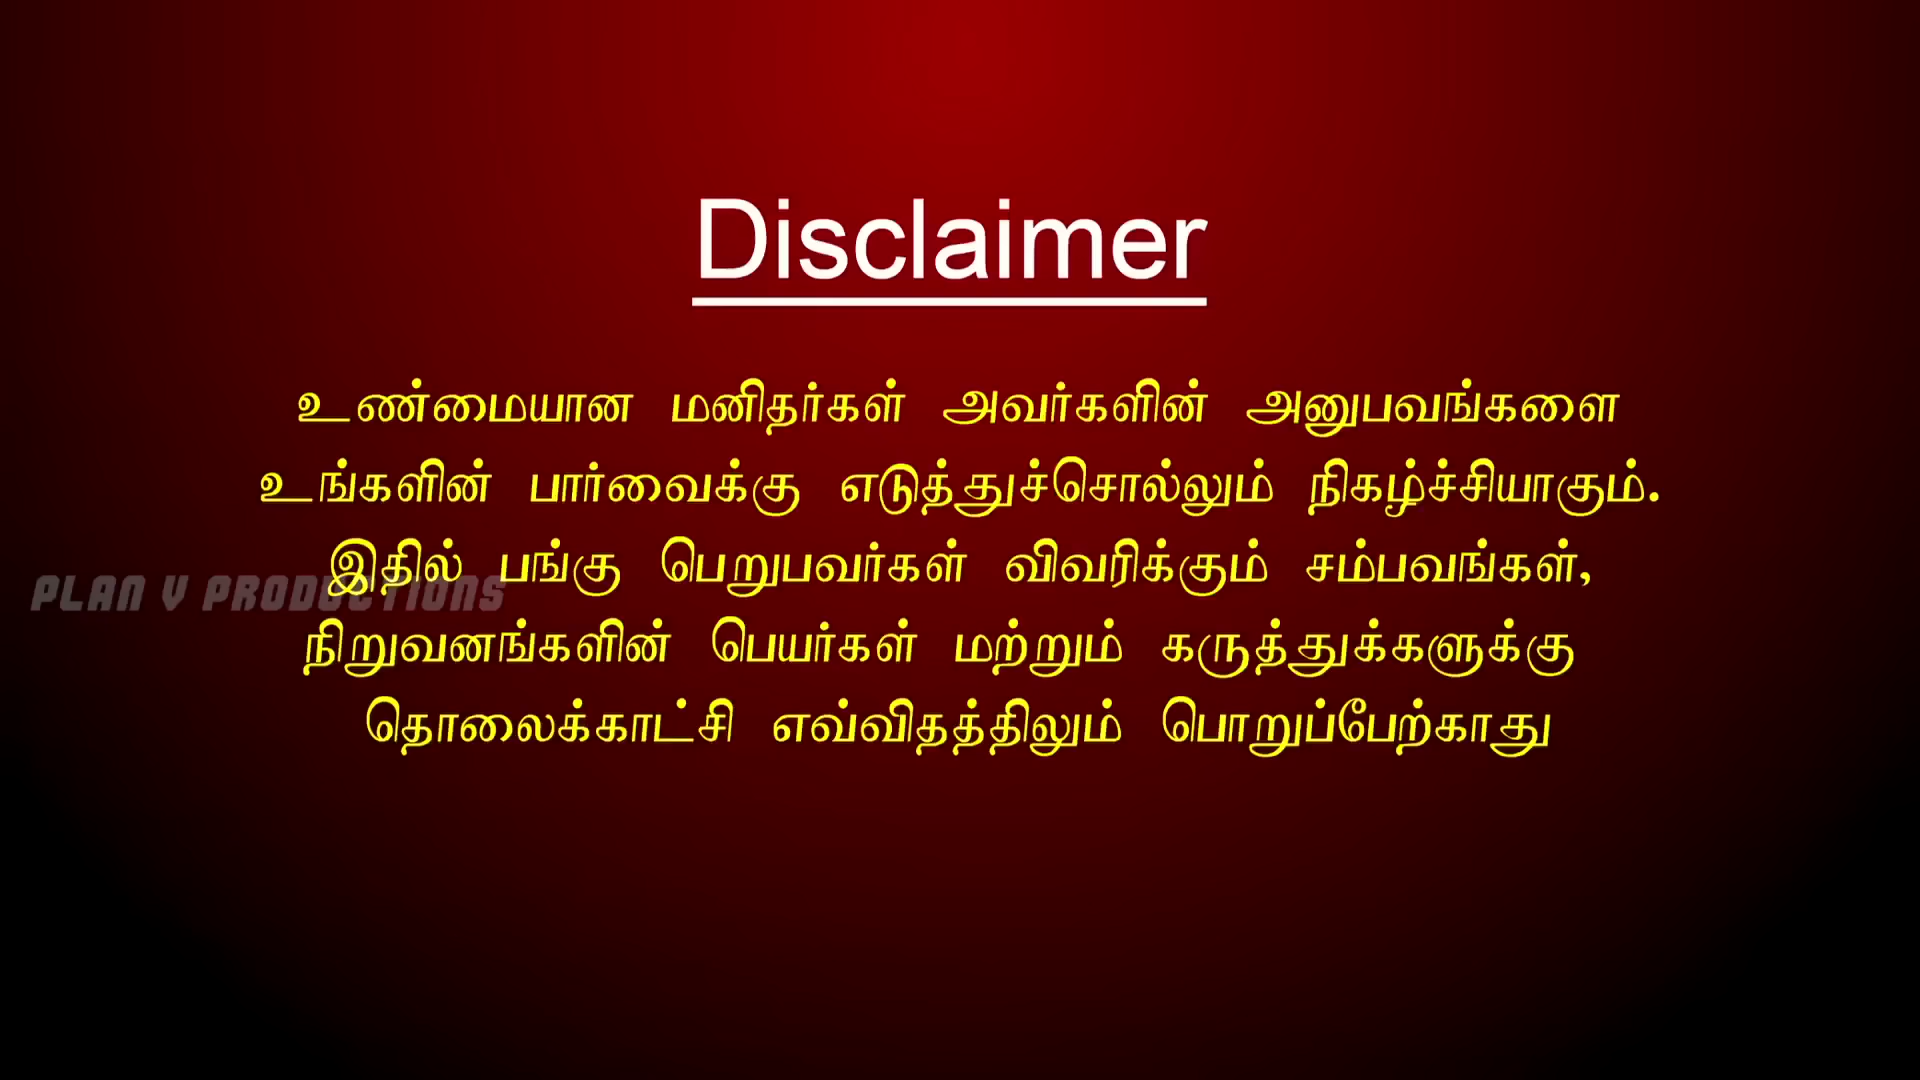 Disclaimer
உண்மையான மனிதர்கள் அவர்களின் அனுபவங்களை
உங்களின் பார்வைக்கு எடுத்துச்சொல்லும் நிகழ்ச்சியாகும்.
இதில் பங்கு பெறுபவர்கள் விவரிக்கும் சம்பவங்கள்,
PLAN V PRODUCTIONS
நிறுவனங்களின் பெயர்கள் மற்றும் கருத்துக்களுக்கு
தொலைக்காட்சி எவ்விதத்திலும் பொறுப்பேற்காது